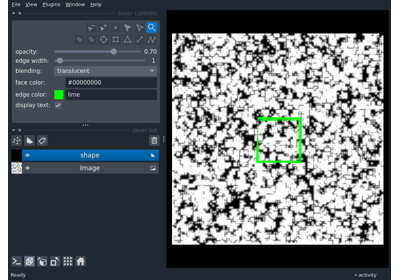 File View Plugins Window Help
layer controls
opacity: 0.70
edge width: 1
blending: translucent
face color: #00000000
edge color: lime
display text:
layer list
shape
Image
Ready activity